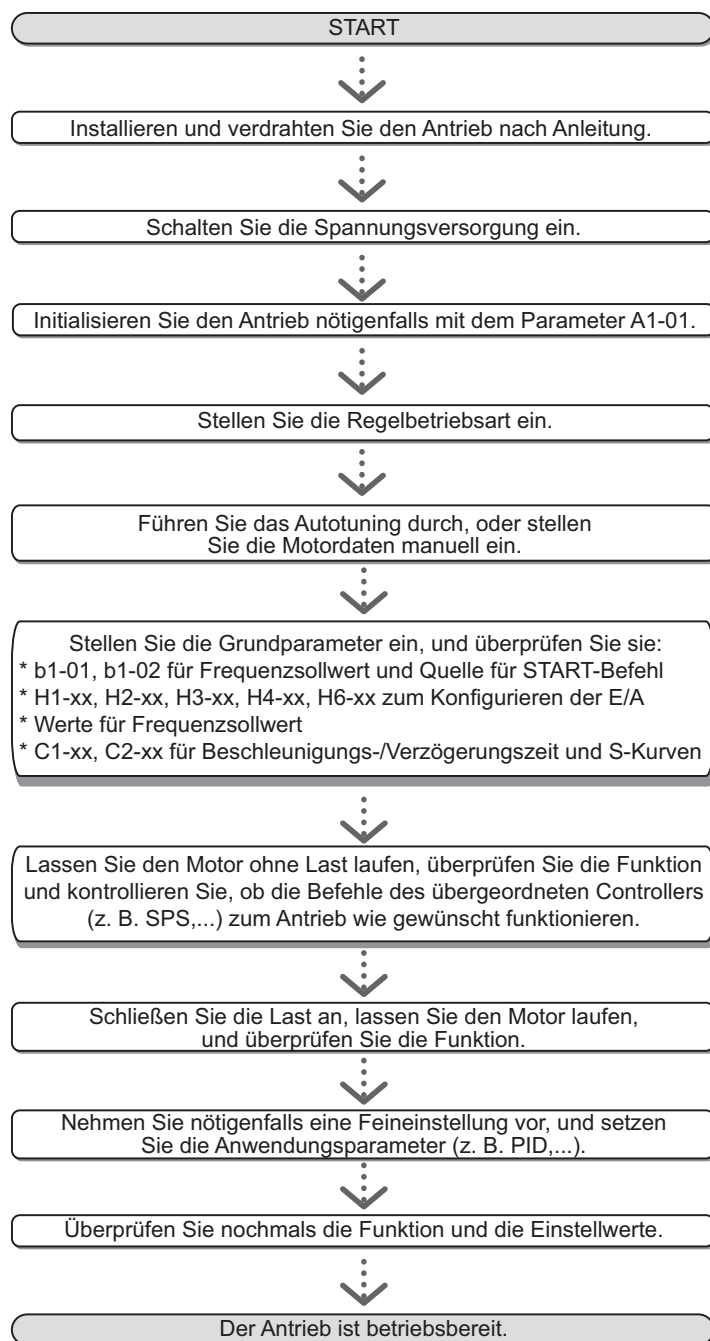 START
Installieren und verdrahten Sie den Antrieb nach Anleitung.
Schalten Sie die Spannungsversorgung ein.
Initialisieren Sie den Antrieb nötigenfalls mit dem Parameter A1-01.
Stellen Sie die Regelbetriebsart ein.
Führen Sie das Autotuning durch, oder stellen
Sie die Motordaten manuell ein.
Stellen Sie die Grundparameter ein, und überprüfen Sie sie:
* b1-01, b1-02 für Frequenzsollwert und Quelle für START-Befehl
* H1-xx, H2-xx, H3-xx, H4-xx, H6-xx zum Konfigurieren der E/A
* Werte für Frequenzsollwert
* C1-xx, C2-xx für Beschleunigungs-/Verzögerungszeit und S-Kurven
Lassen Sie den Motor ohne Last laufen, überprüfen Sie die Funktion
und kontrollieren Sie, ob die Befehle des übergeordneten Controllers
(z. B. SPS,...) zum Antrieb wie gewünscht funktionieren.
Schließen Sie die Last an, lassen Sie den Motor laufen,
und überprüfen Sie die Funktion.
Nehmen Sie nötigenfalls eine Feineinstellung vor, und setzen
Sie die Anwendungsparameter (z. B. PID,...).
Überprüfen Sie nochmals die Funktion und die Einstellwerte.
Der Antrieb ist betriebsbereit.